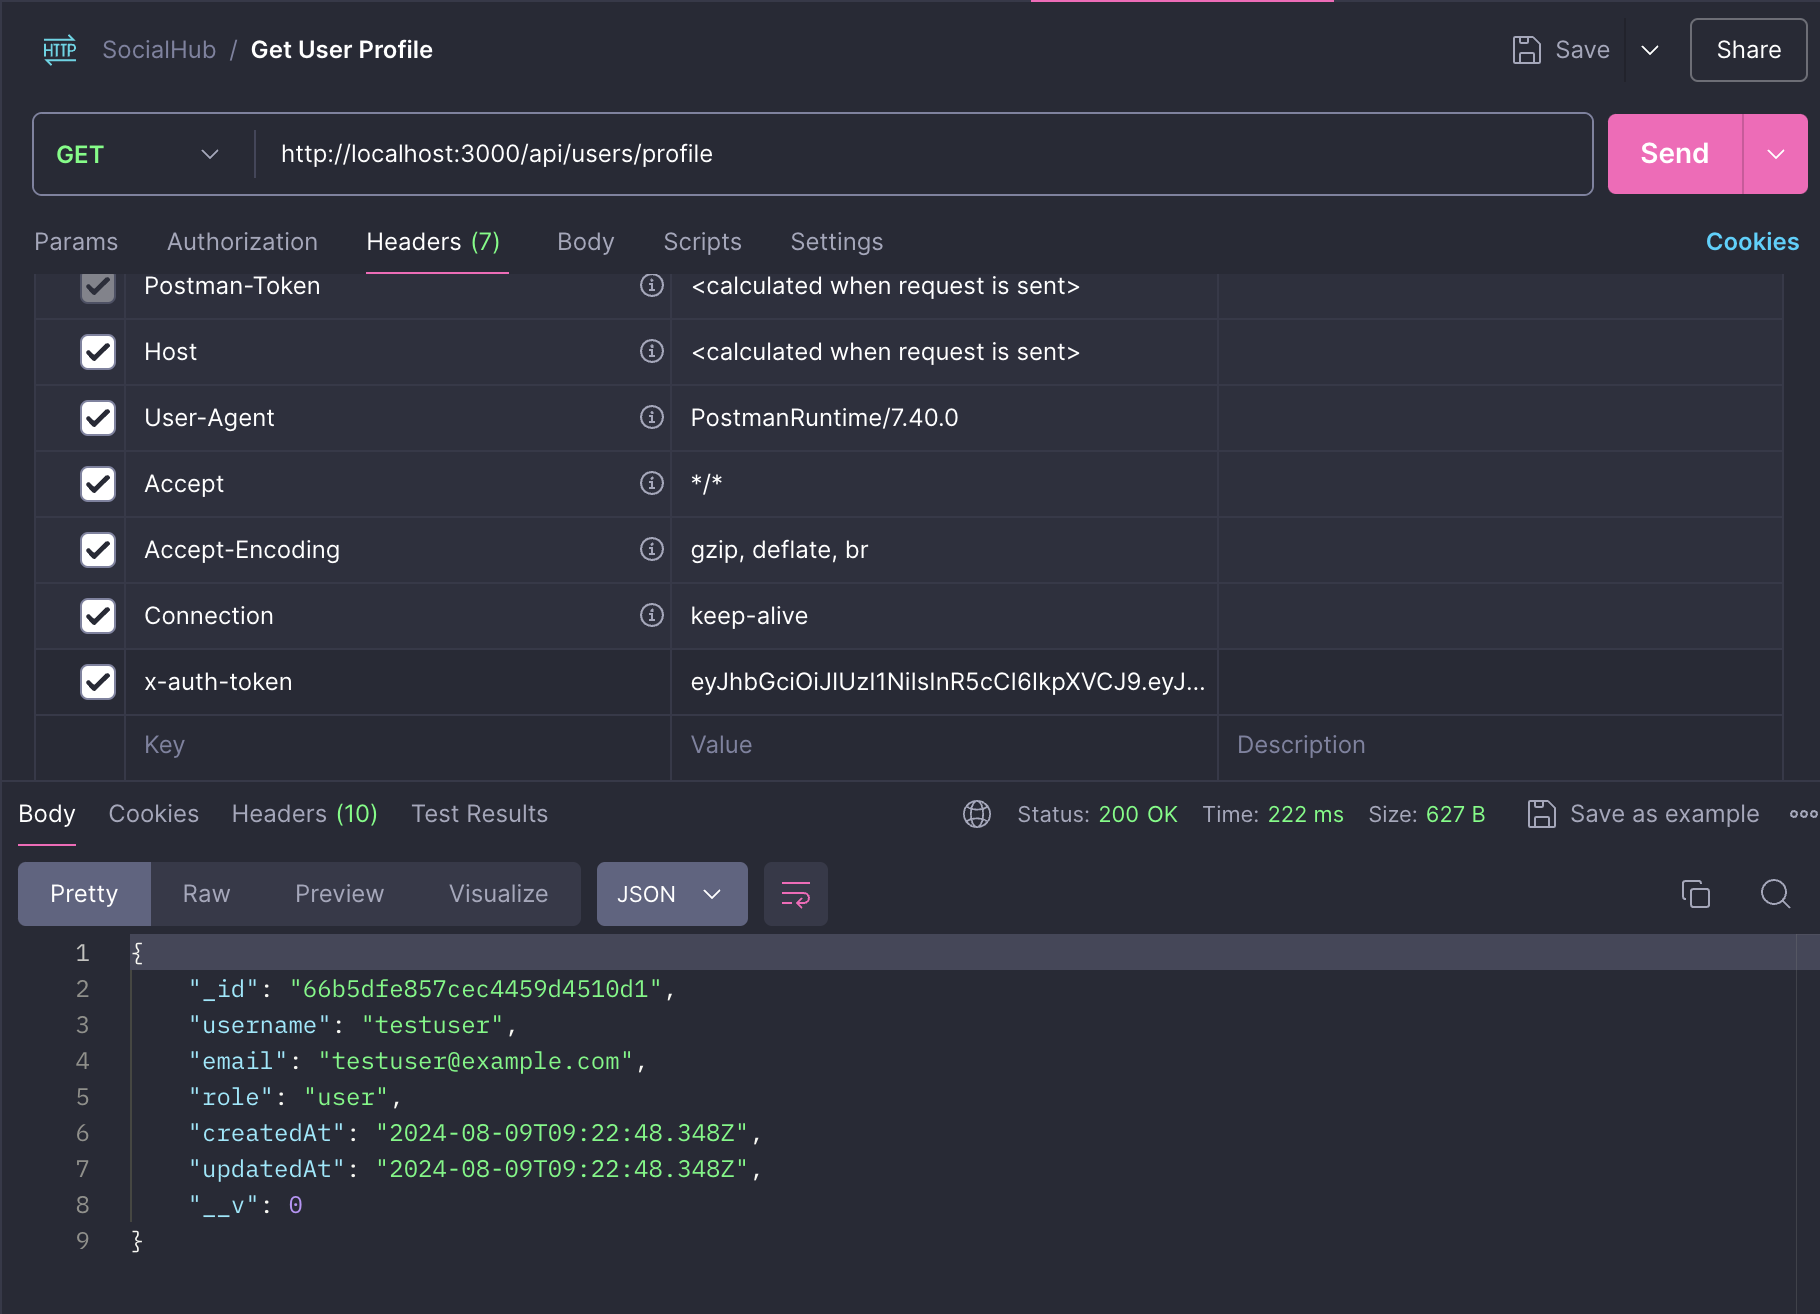 HTTP SocialHub / Get User Profile Save Share
GET http://localhost:3000/api/users/profile Send
Params Authorization Headers (7) Body Scripts Settings Cookies
Postman-Token <calculated when request is sent>
Host <calculated when request is sent>
User-Agent PostmanRuntime/7.40.0
Accept */*
Accept-Encoding gzip, deflate, br
Connection keep-alive
x-auth-token eyJhbGciOiJIUzI1NiIsInR5cCI6IkpXVCJ9.eyJ...
Key Value Description
Body Cookies Headers (10) Test Results Status: 200 OK Time: 222 ms Size: 627 B Save as example
Pretty Raw Preview Visualize JSON
1 {
2 "_id": "66b5dfe857cec4459d4510d1",
3 "username": "testuser",
4 "email": "testuser@example.com",
5 "role": "user",
6 "createdAt": "2024-08-09T09:22:48.348Z",
7 "updatedAt": "2024-08-09T09:22:48.348Z",
8 "__v": 0
9 }